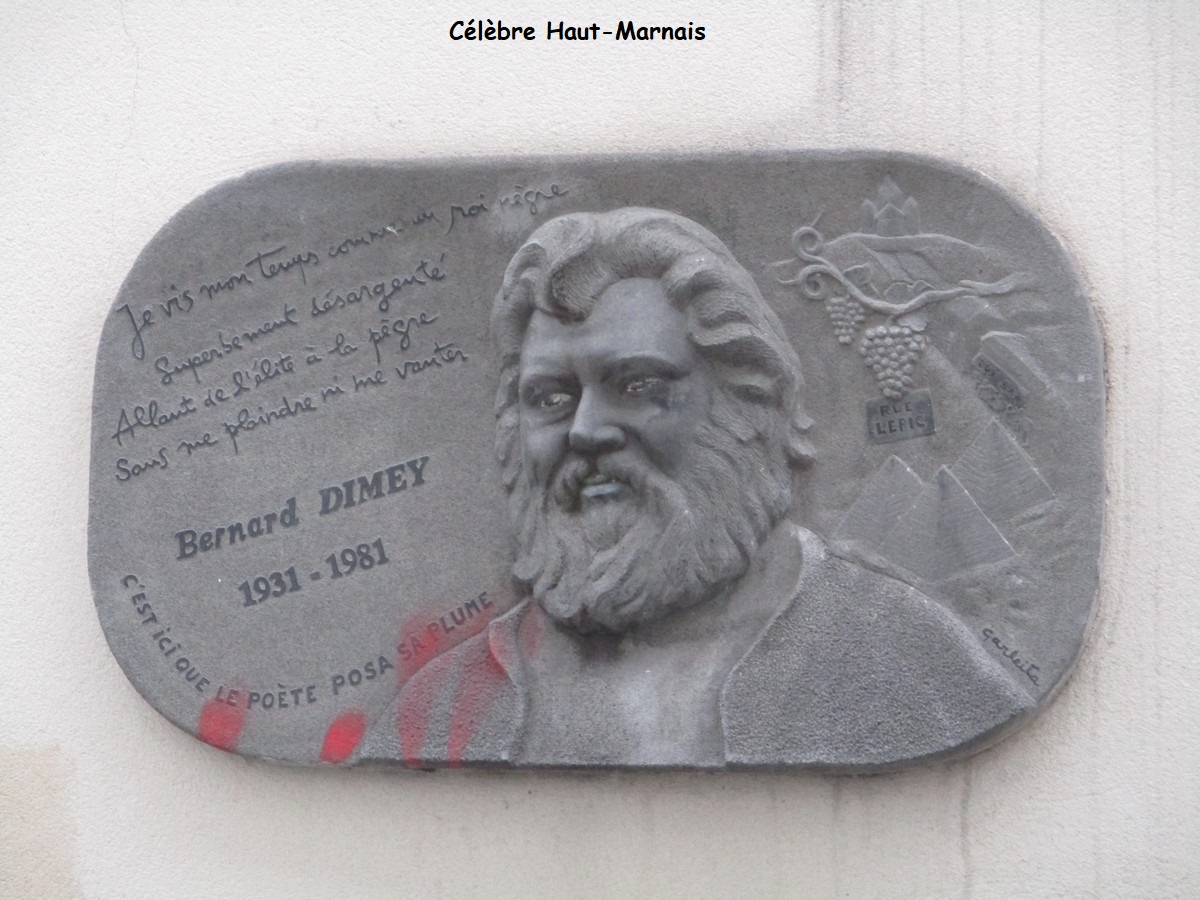 Célèbre Haut-Marnais
Je vis mon temps comme un roi règne
Superbement désargenté
Allant de l'élite à la pègre
Sans me plaindre ni me vanter
Bernard DIMEY
1931 - 1981
C'EST ICI QUE LE POÈTE POSA SA PLUME
RUE
LEPIC